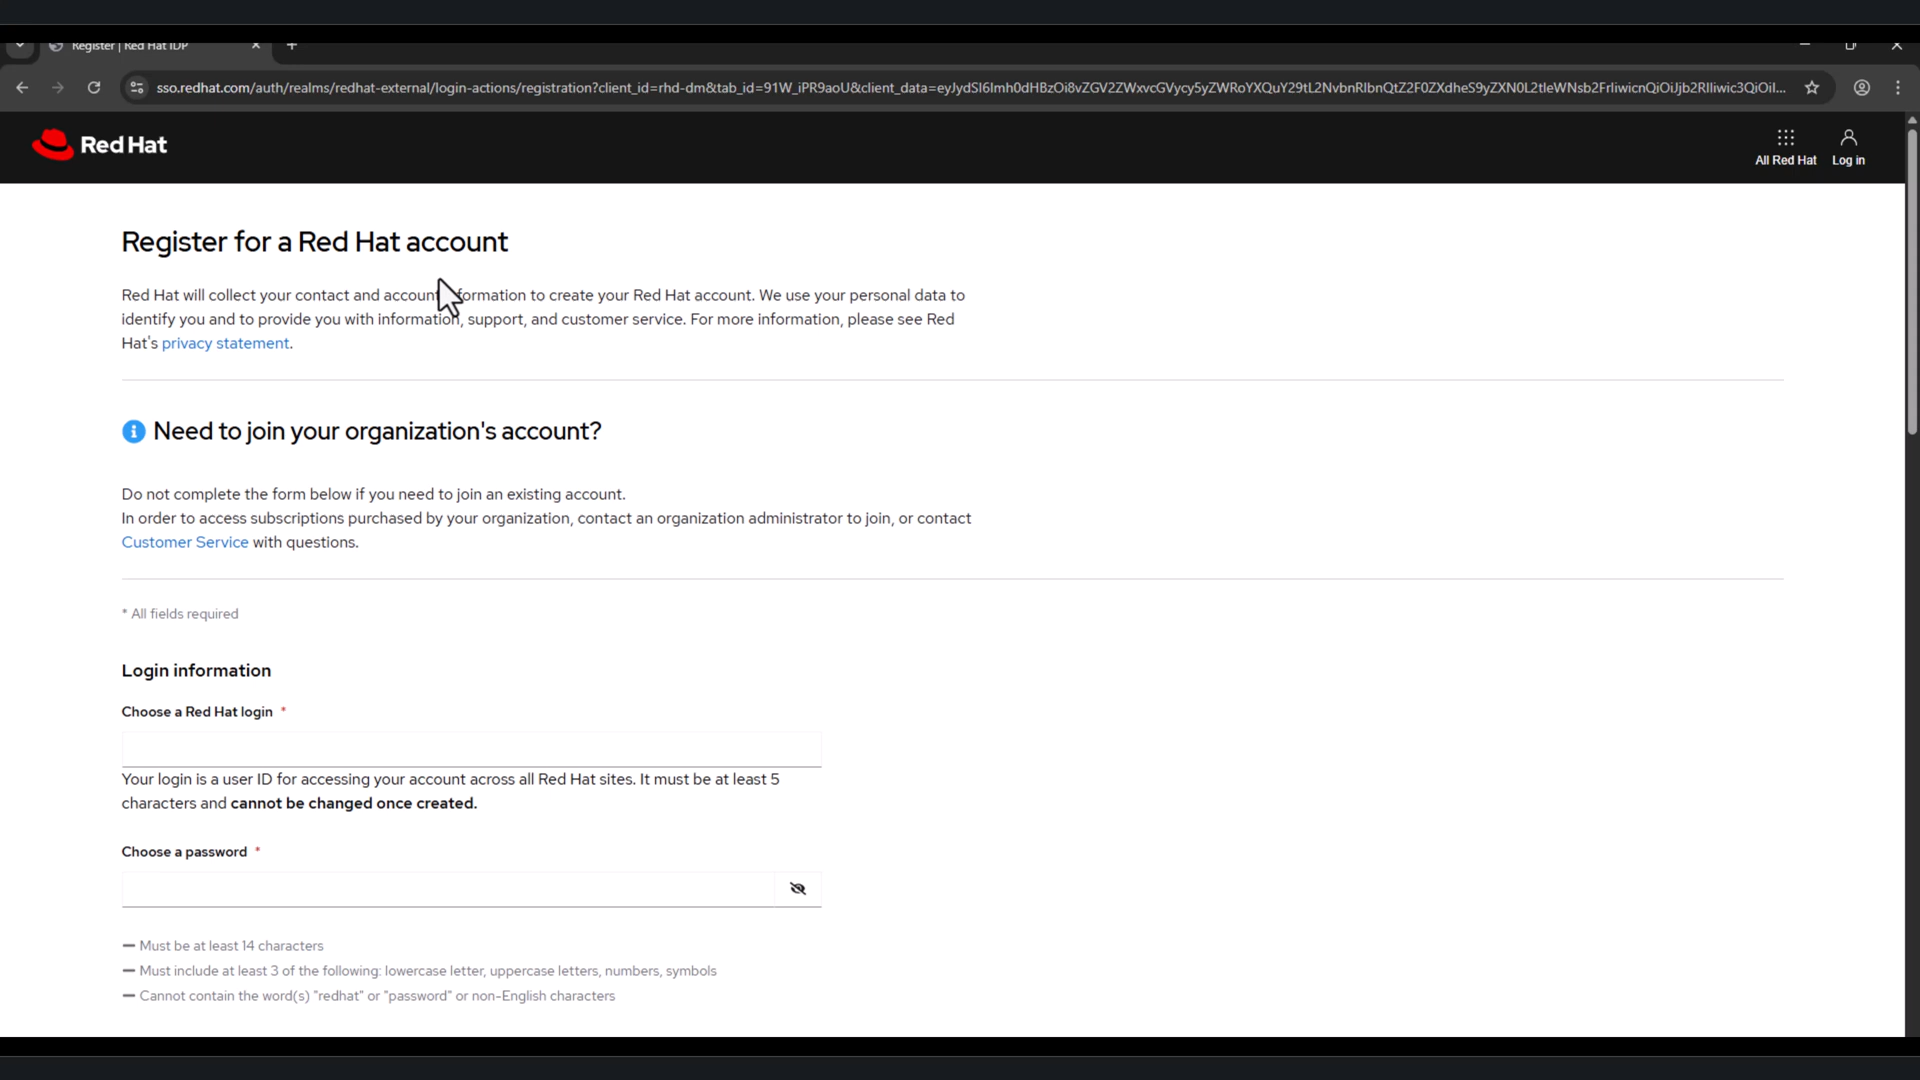 Register | Red Hat IDP
sso.redhat.com/auth/realms/redhat-external/login-actions/registration?client_id=rhd-dm&tab_id=91W_iPR9aoU&client_data=
Red Hat
All Red Hat
Log in
Register for a Red Hat account
Red Hat will collect your contact and account formation to create your Red Hat account. We use your personal data to
identify you and to provide you with information, support, and customer service. For more information, please see Red
Hat's privacy statement.
Need to join your organization's account?
Do not complete the form below if you need to join an existing account.
In order to access subscriptions purchased by your organization, contact an organization administrator to join, or contact
Customer Service with questions.
* All fields required
Login information
Choose a Red Hat login *
Your login is a user ID for accessing your account across all Red Hat sites. It must be at least 5
characters and cannot be changed once created.
Choose a password *
Must be at least 14 characters
Must include at least 3 of the following: lowercase letter, uppercase letters, numbers, symbols
Cannot contain the word(s) "redhat" or "password" or non-English characters